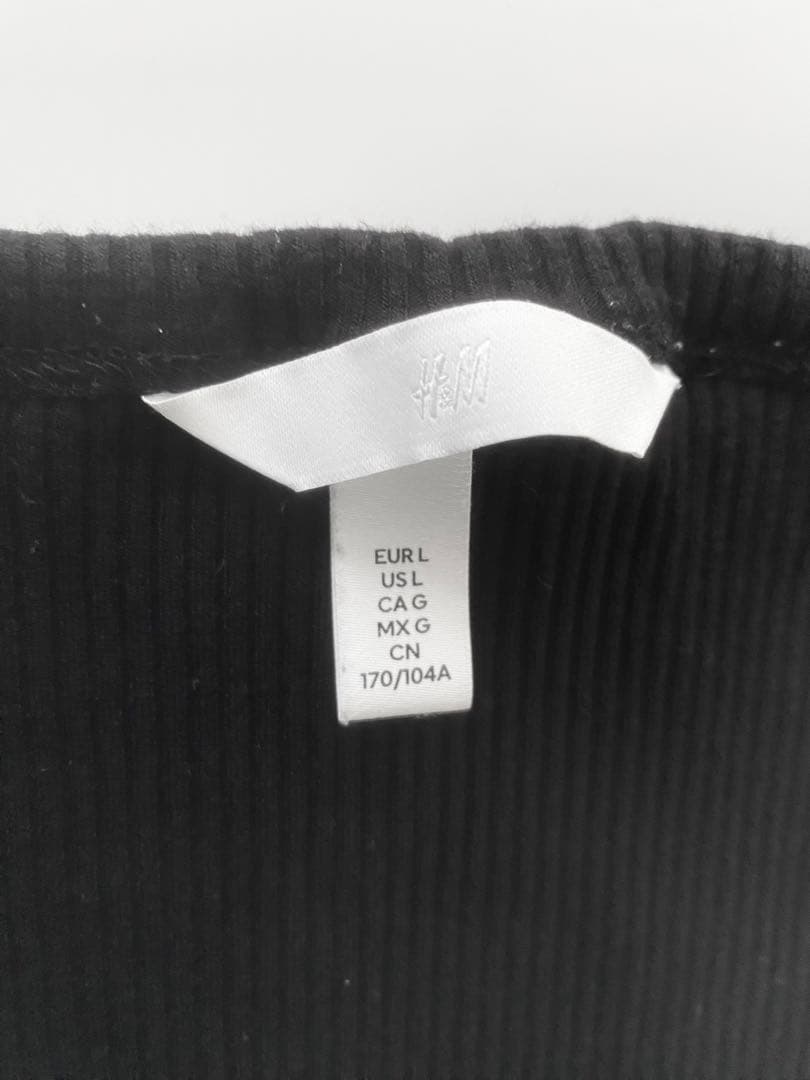 H&M
EUR L
US L
CA G
MX G
CN
170/104A